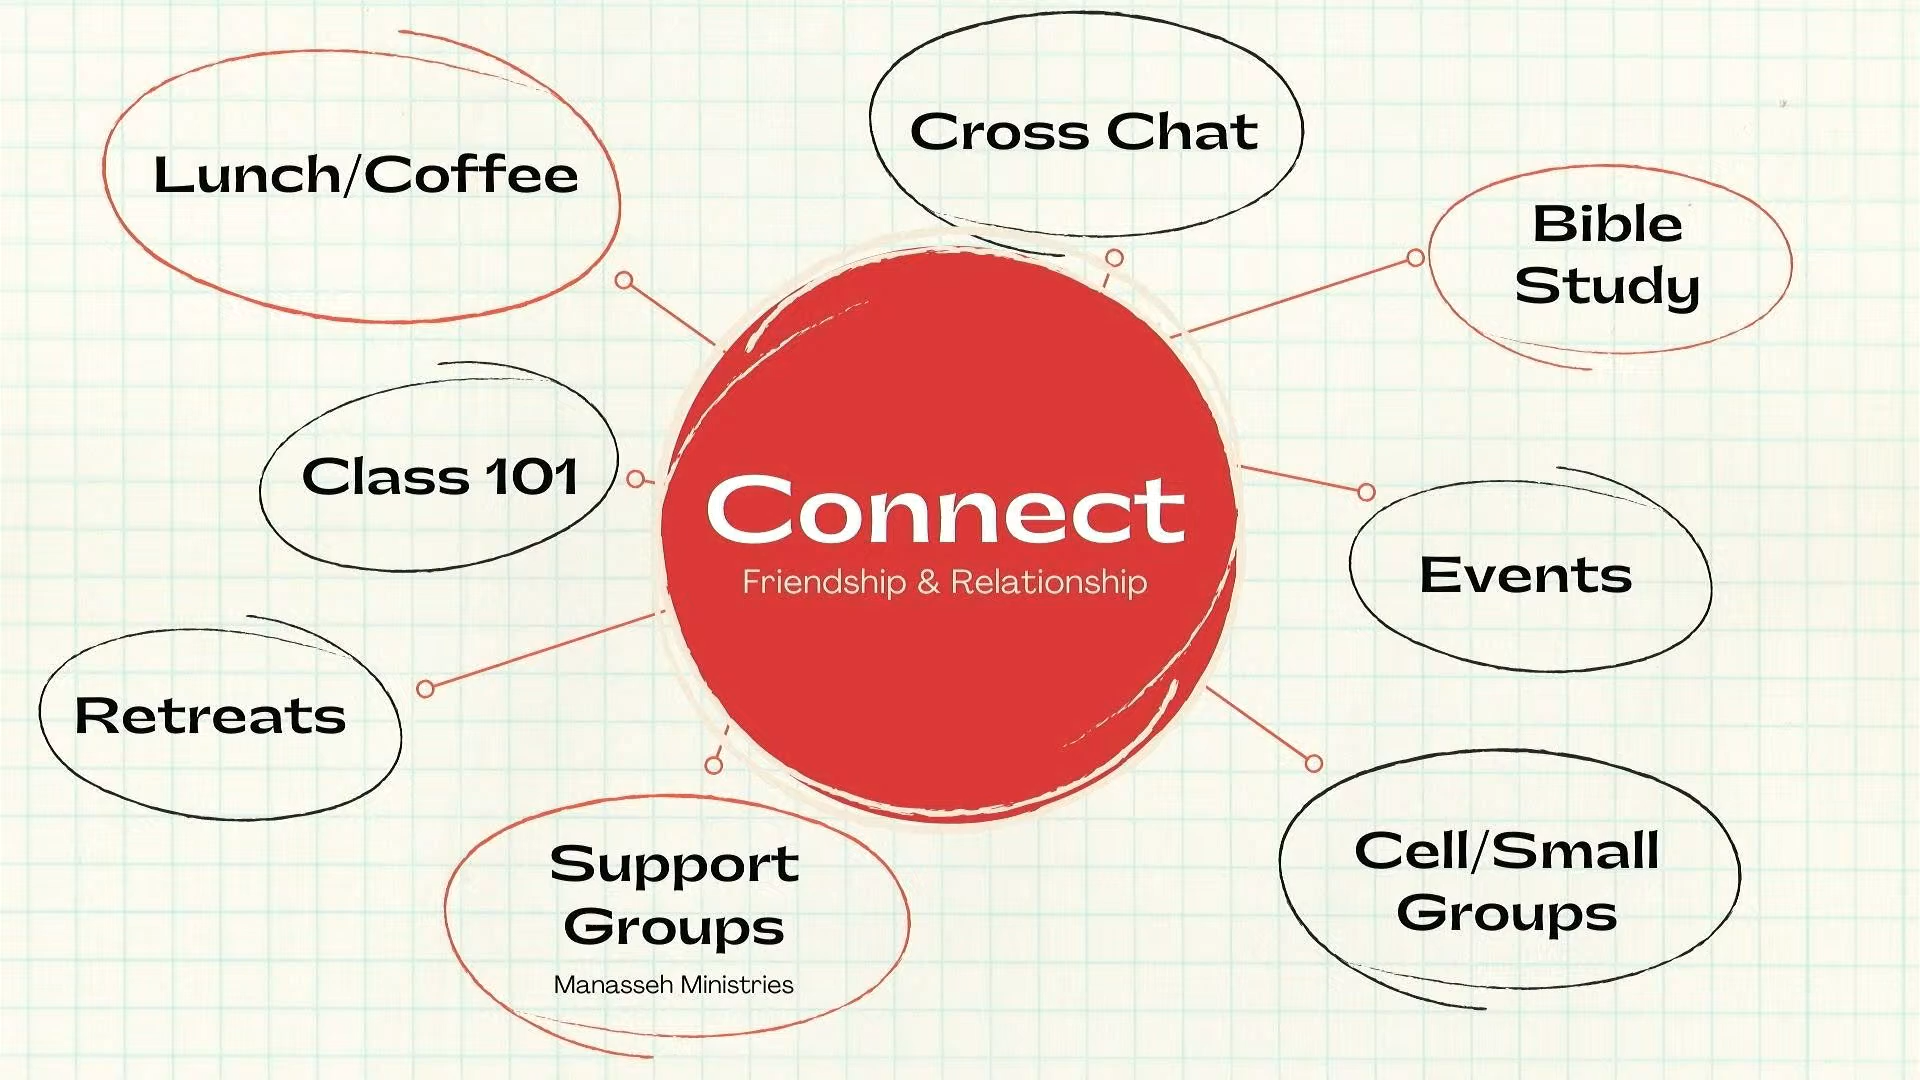 Cross Chat
Lunch/Coffee
Bible
Study
Class 101
Connect
Friendship & Relationship
Events
Retreats
Support
Groups
Manasseh Ministries
Cell/Small
Groups